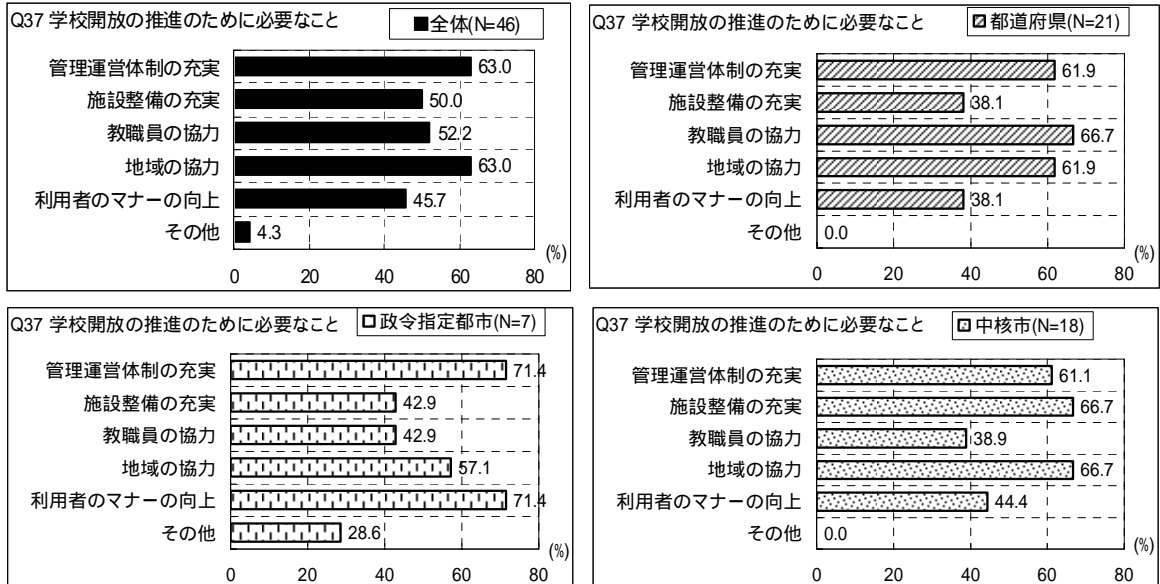 Q37 学校開放の推進のために必要なこと
全体(N=46)
管理運営体制の充実 63.0
施設整備の充実 50.0
教職員の協力 52.2
地域の協力 63.0
利用者のマナーの向上 45.7
その他 4.3
(%)
0 20 40 60 80
Q37 学校開放の推進のために必要なこと
都道府県(N=21)
管理運営体制の充実 61.9
施設整備の充実 38.1
教職員の協力 66.7
地域の協力 61.9
利用者のマナーの向上 38.1
その他 0.0
(%)
0 20 40 60 80
Q37 学校開放の推進のために必要なこと
政令指定都市(N=7)
管理運営体制の充実 71.4
施設整備の充実 42.9
教職員の協力 42.9
地域の協力 57.1
利用者のマナーの向上 71.4
その他 28.6
(%)
0 20 40 60 80
Q37 学校開放の推進のために必要なこと
中核市(N=18)
管理運営体制の充実 61.1
施設整備の充実 66.7
教職員の協力 38.9
地域の協力 66.7
利用者のマナーの向上 44.4
その他 0.0
(%)
0 20 40 60 80